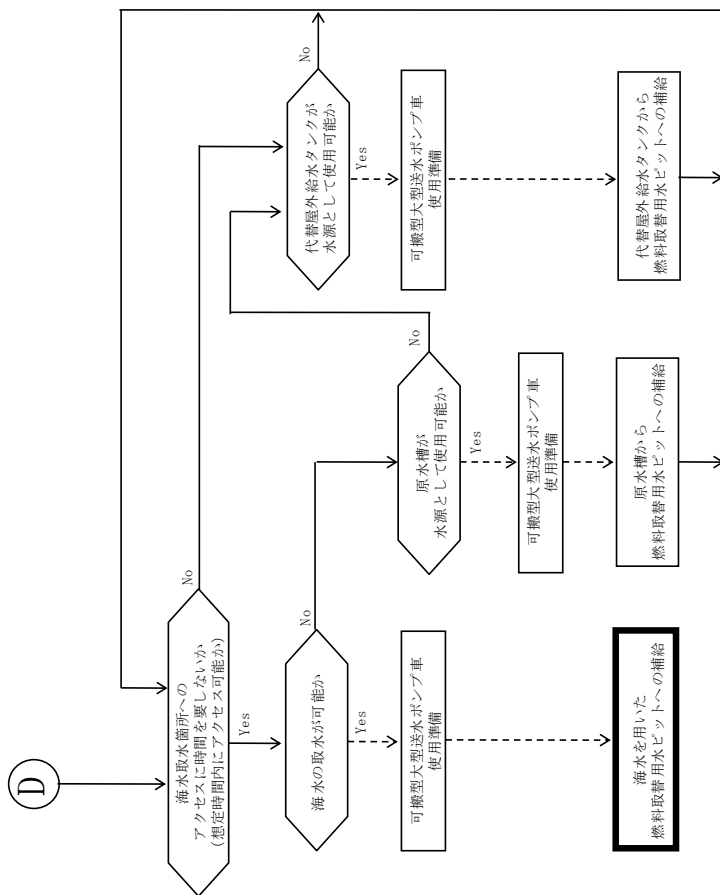 D
海水取水箇所への
アクセスに時間を要しないか
(想定時間内にアクセス可能か)
No
Yes
海水の取水が可能か
No
Yes
可搬型大型送水ポンプ車
使用準備
海水を用いた
燃料取替用水ピットへの補給
原水槽が
水源として使用可能か
No
Yes
可搬型大型送水ポンプ車
使用準備
原水槽から
燃料取替用水ピットへの補給
代替屋外給水タンクが
水源として使用可能か
No
Yes
可搬型大型送水ポンプ車
使用準備
代替屋外給水タンクから
燃料取替用水ピットへの補給